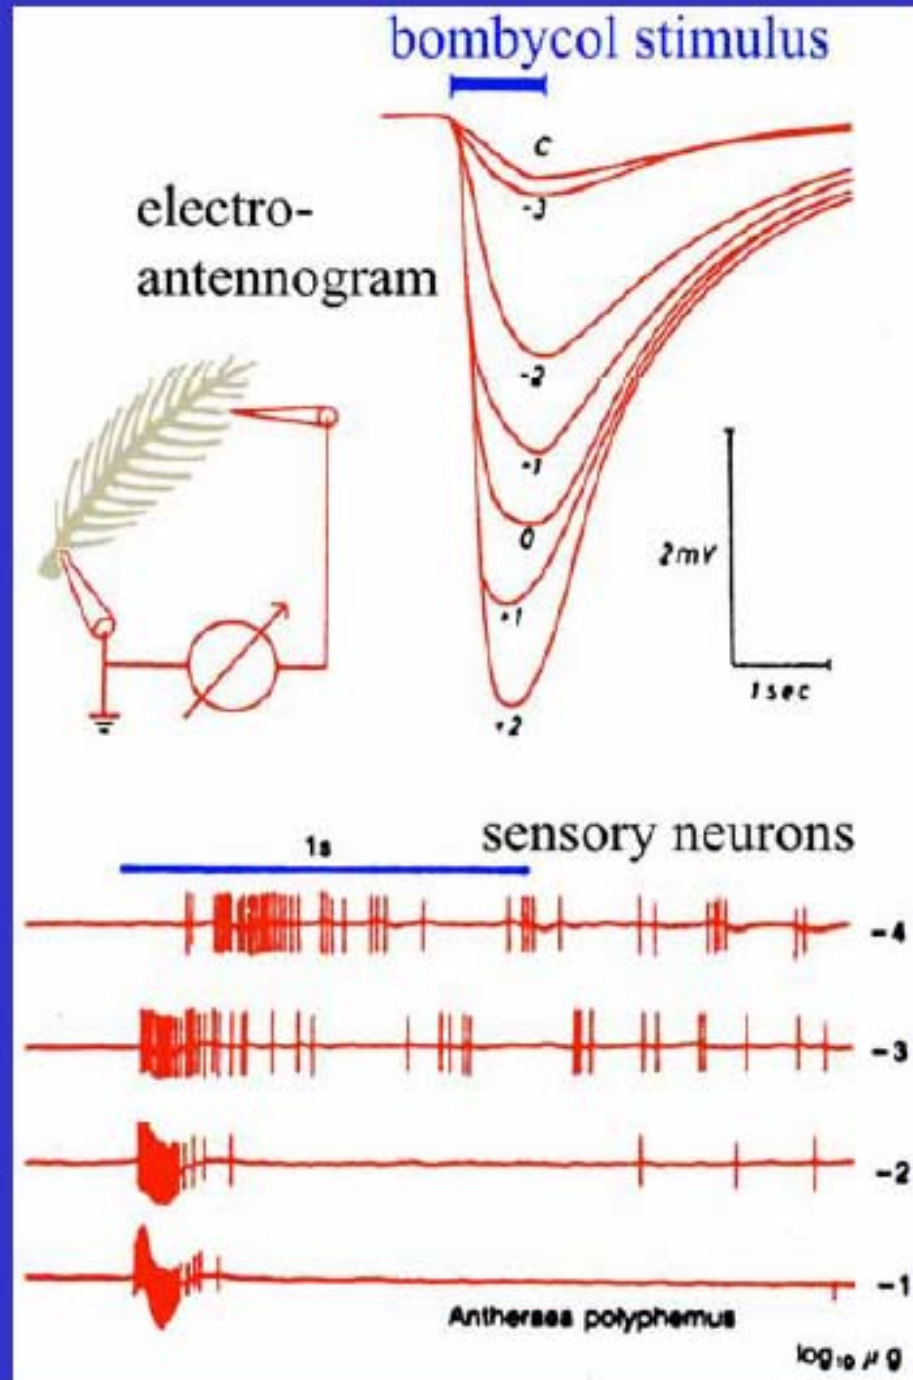 bombycol stimulus
C
-3
electro-
antennogram
-2
-1
0
2mV
+1
1sec
+2
sensory neurons
1s
-4
-3
-2
-1
Antheraea polyphemus
log₁₀ μg